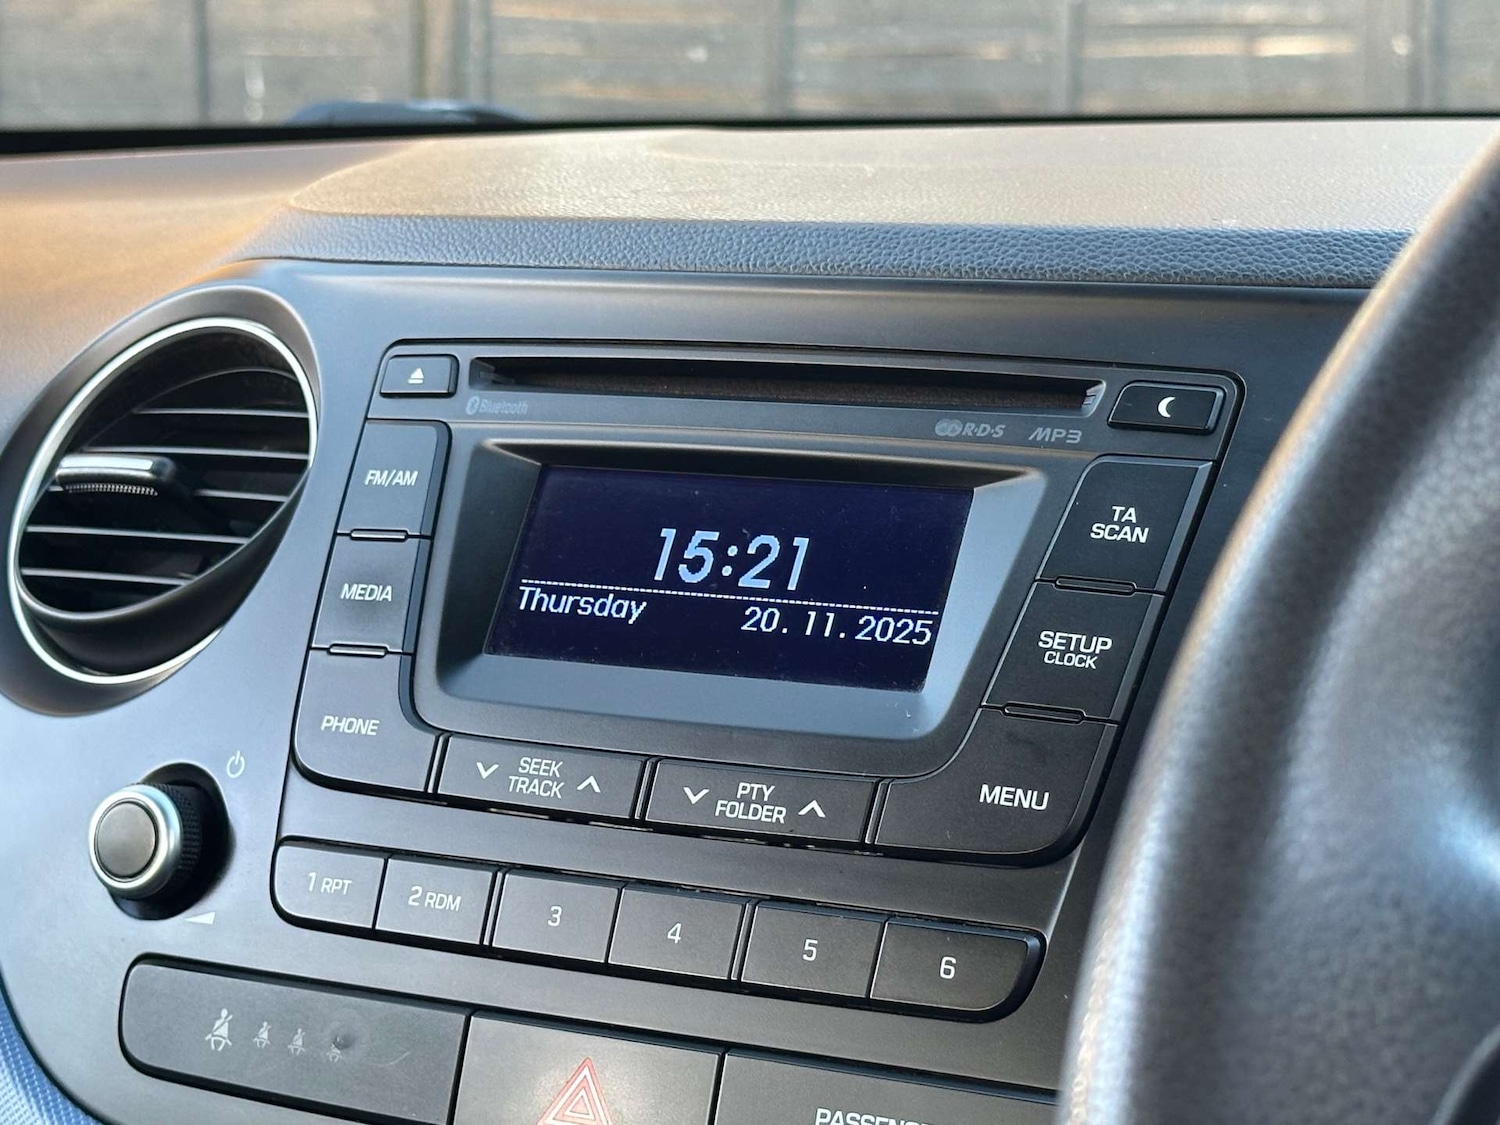 Bluetooth
R·D·S MP3
FM/AM
MEDIA
PHONE
15:21
Thursday 20.11.2025
TA
SCAN
SETUP
CLOCK
MENU
SEEK
TRACK
PTY
FOLDER
1 RPT
2 RDM
3
4
5
6